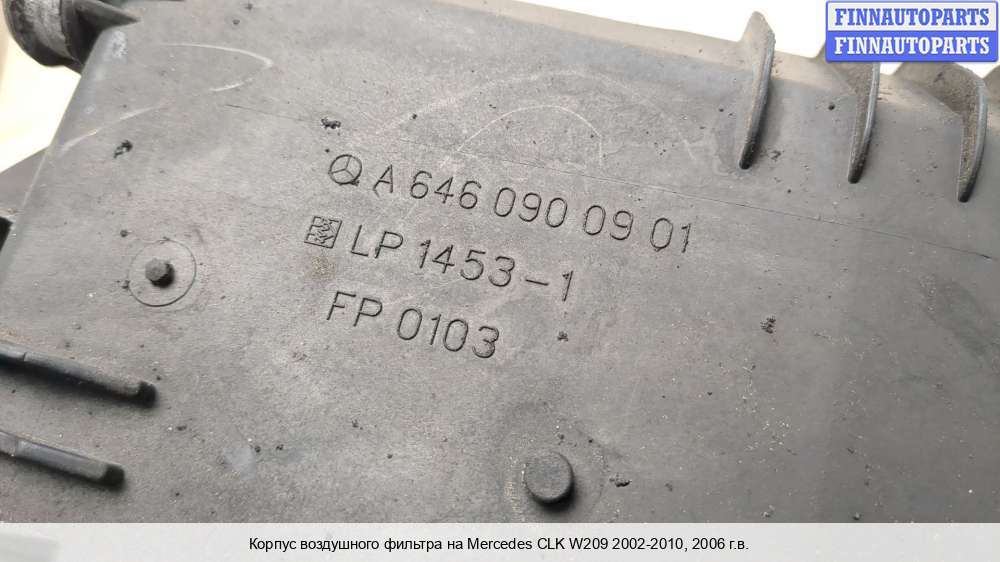 FINNAUTOPARTS
FINNAUTOPARTS
A 646 090 09 01
LP 1453-1
FP 0103
Корпус воздушного фильтра на Mercedes CLK W209 2002-2010, 2006 г.в.